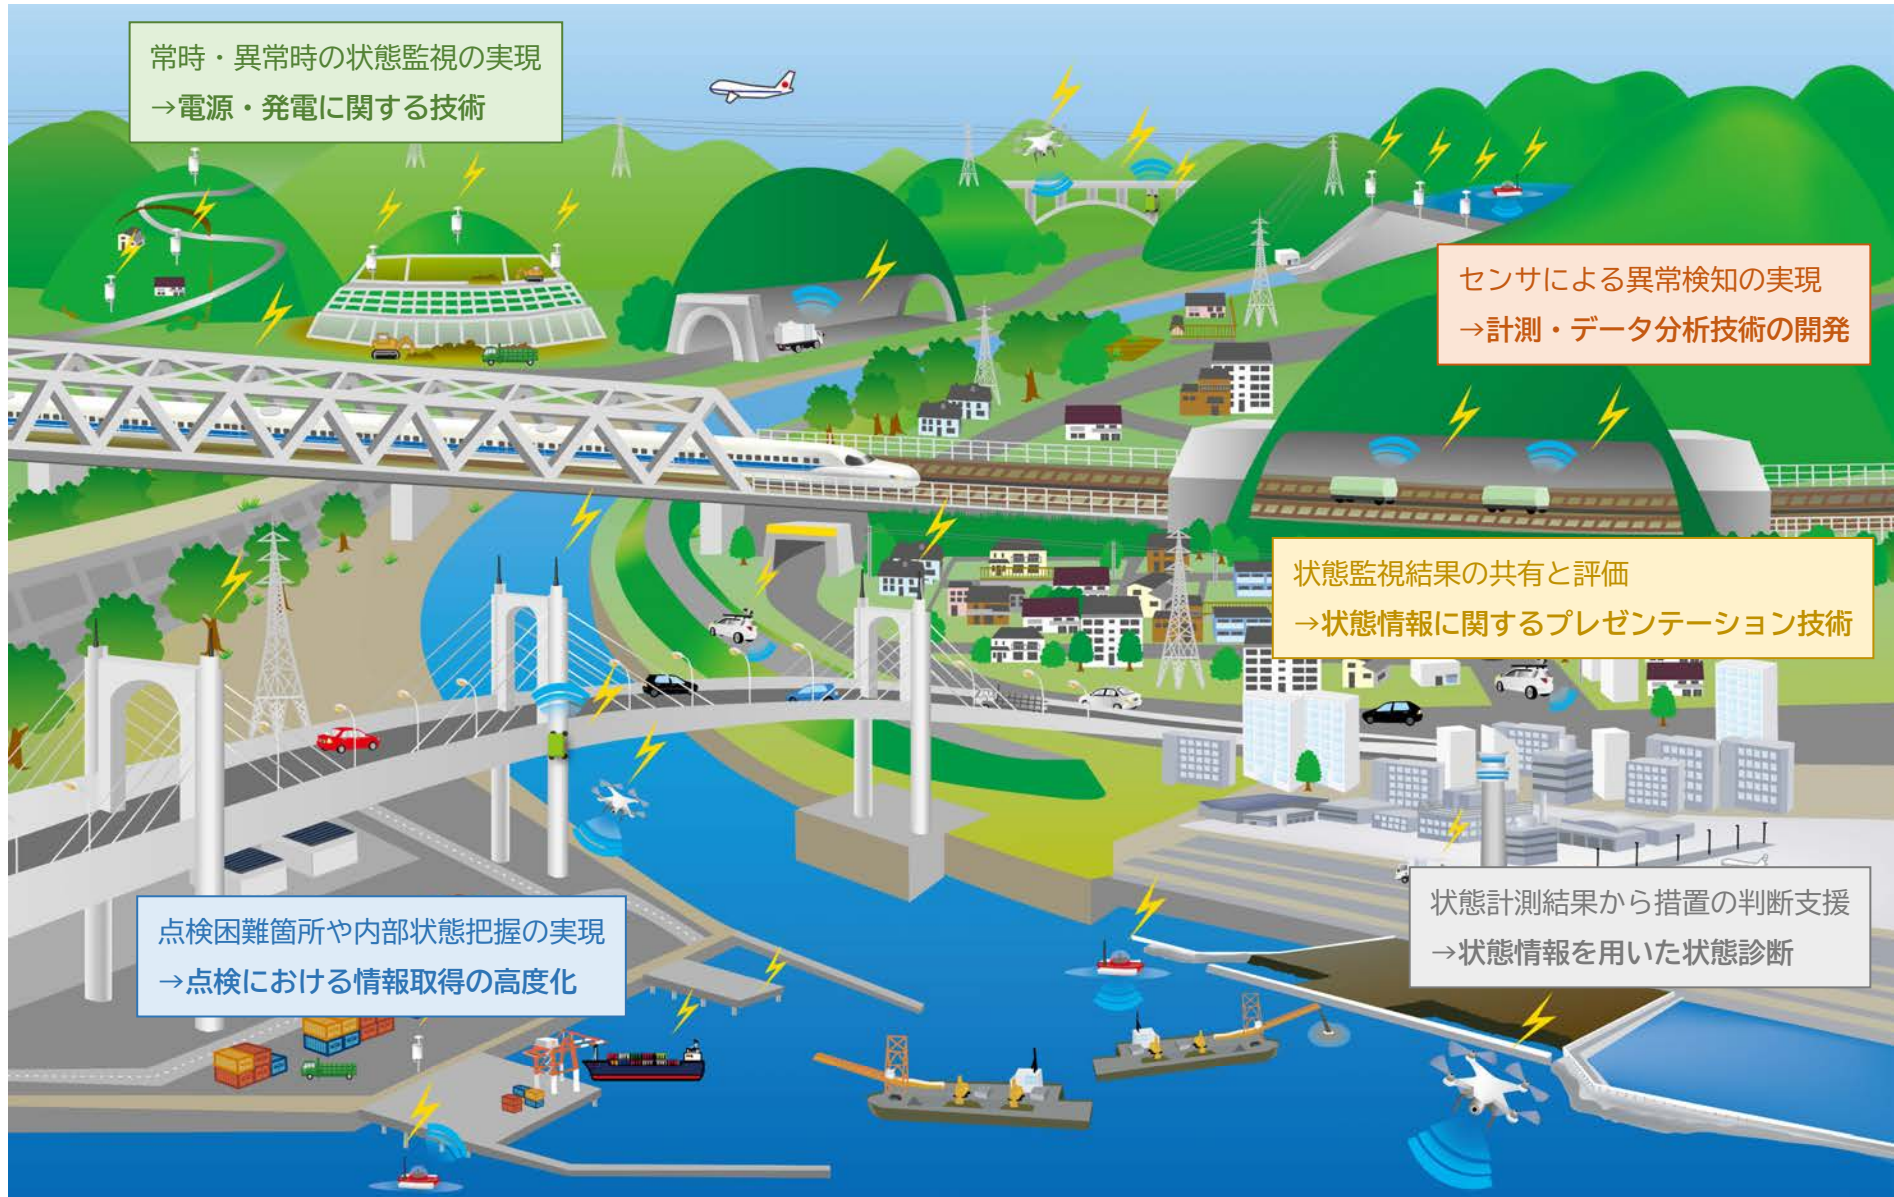 常時・異常時の状態監視の実現
→電源・発電に関する技術
センサによる異常検知の実現
→計測・データ分析技術の開発
状態監視結果の共有と評価
→状態情報に関するプレゼンテーション技術
状態計測結果から措置の判断支援
→状態情報を用いた状態診断
点検困難箇所や内部状態把握の実現
→点検における情報取得の高度化